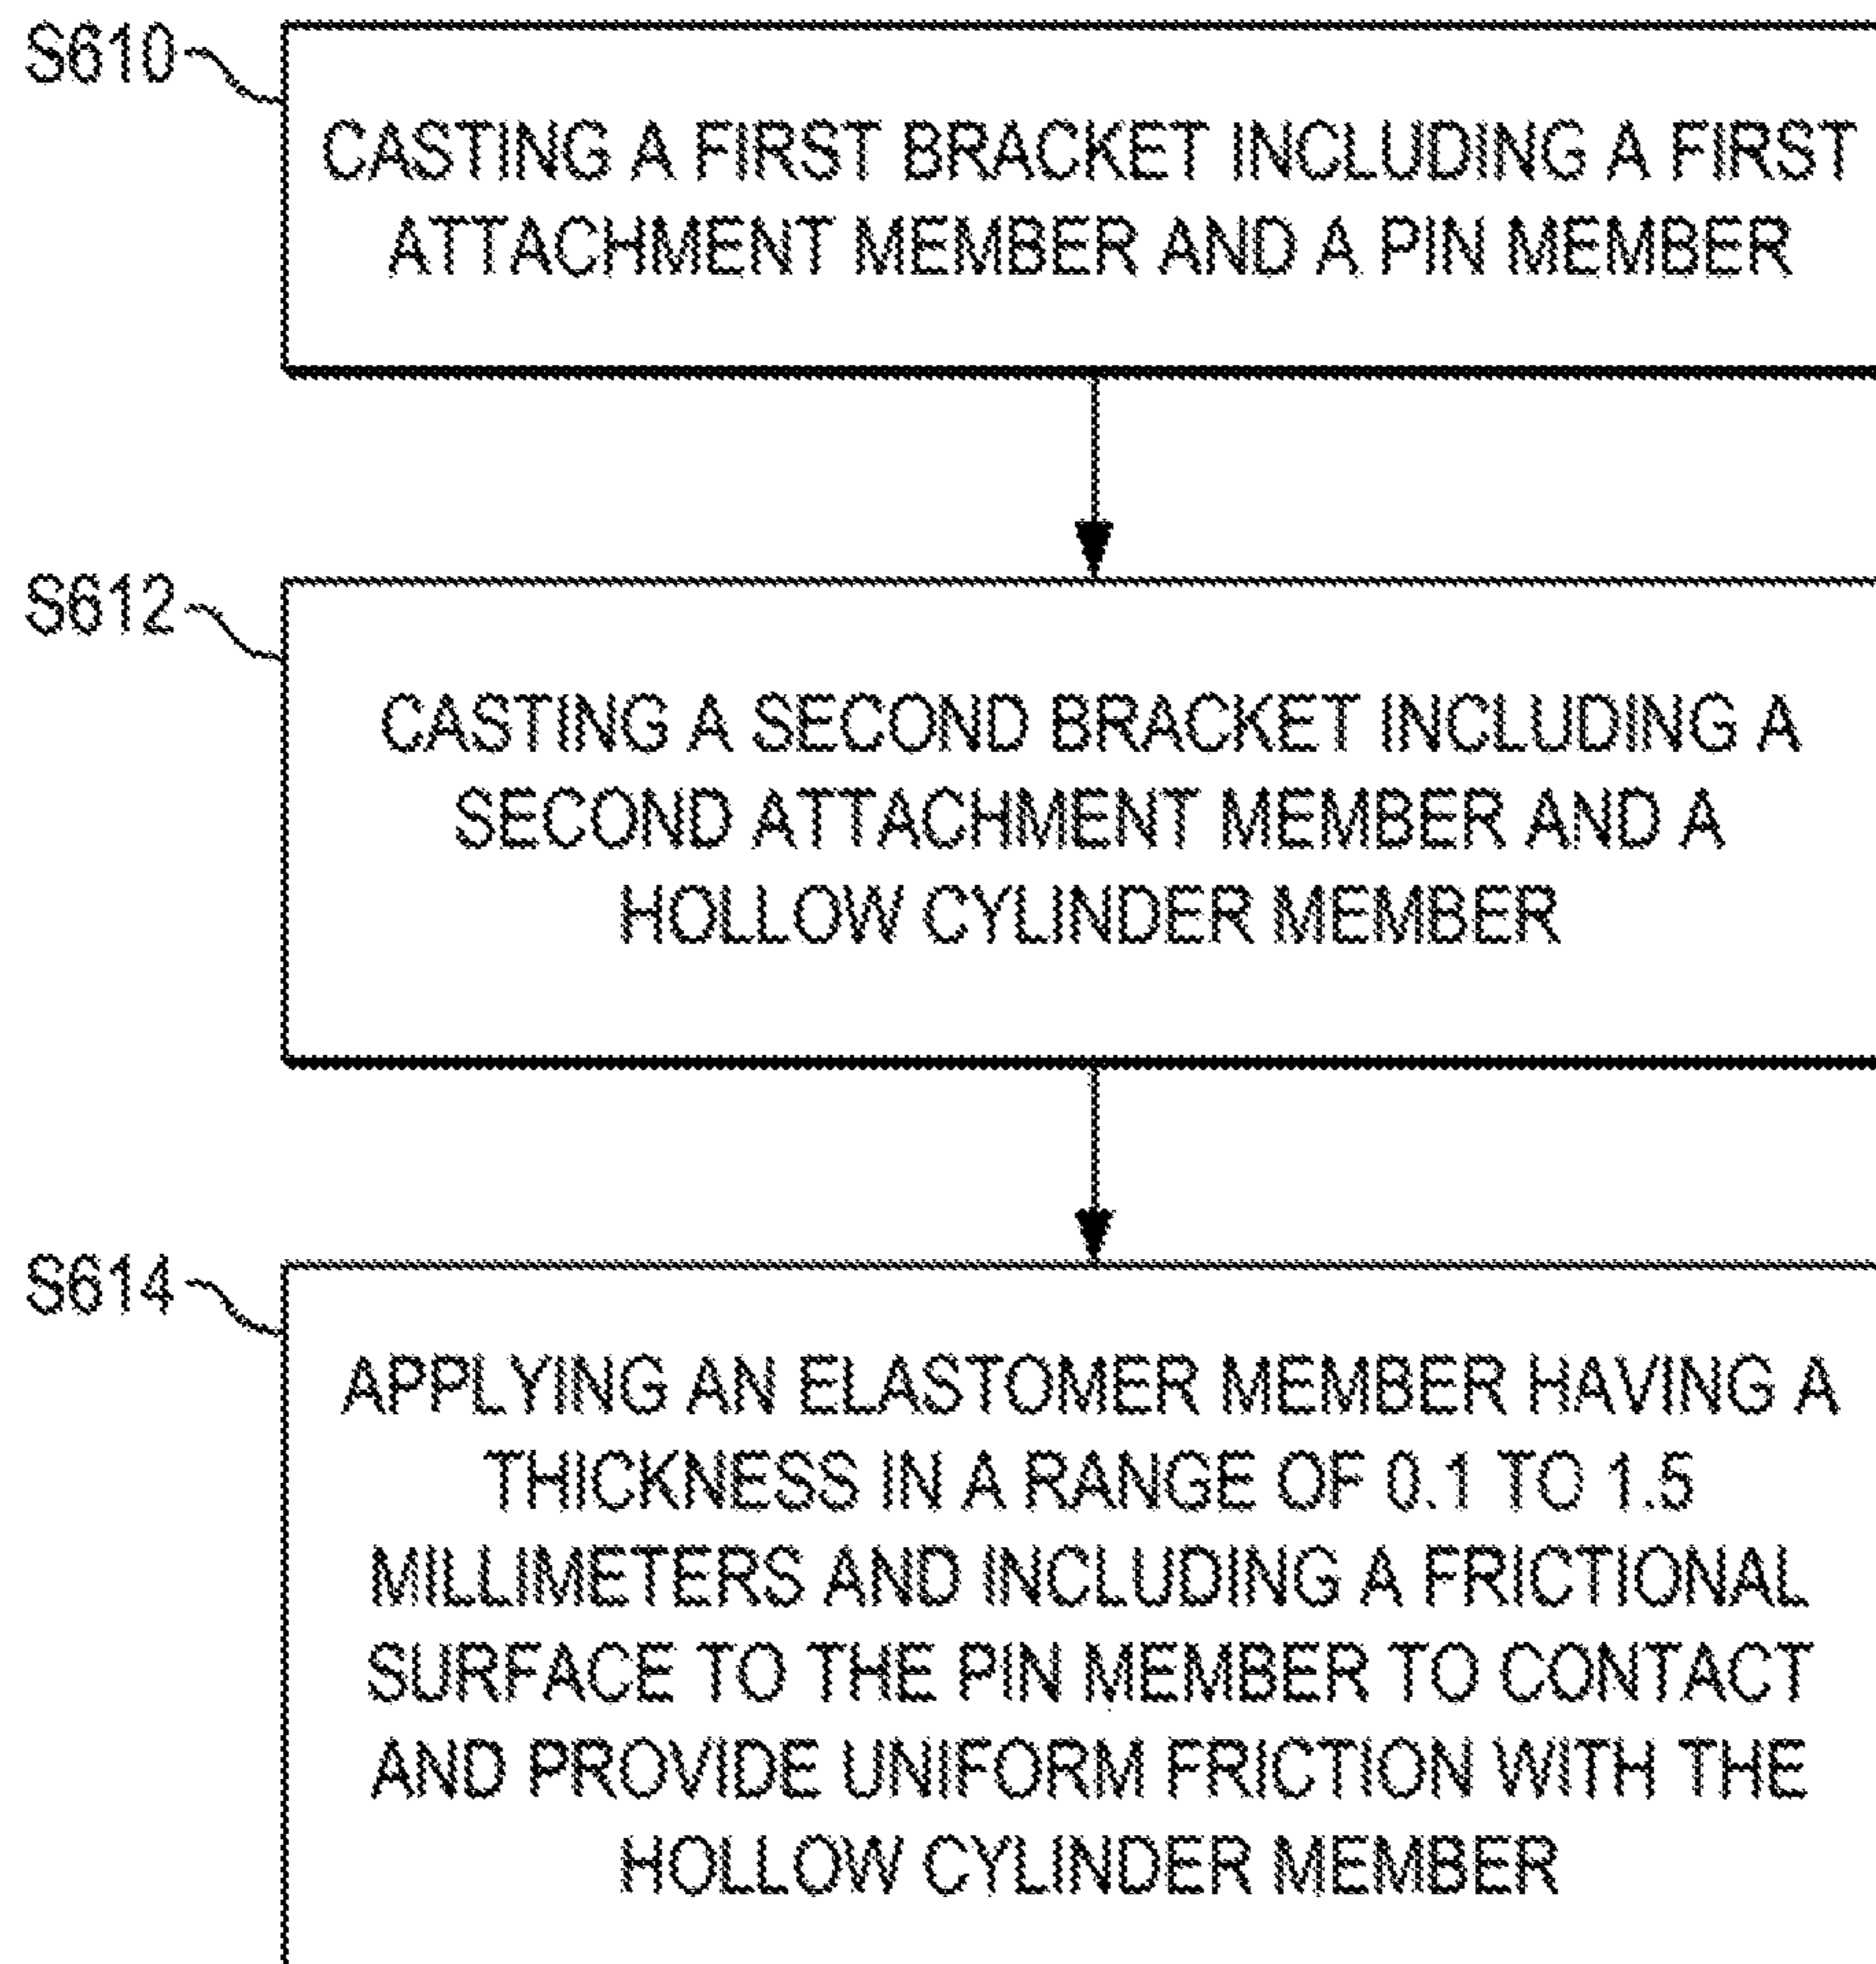 S610
CASTING A FIRST BRACKET INCLUDING A FIRST
ATTACHMENT MEMBER AND A PIN MEMBER
S612
CASTING A SECOND BRACKET INCLUDING A
SECOND ATTACHMENT MEMBER AND A
HOLLOW CYLINDER MEMBER
S614
APPLYING AN ELASTOMER MEMBER HAVING A
THICKNESS IN A RANGE OF 0.1 TO 1.5
MILLIMETERS AND INCLUDING A FRICTIONAL
SURFACE TO THE PIN MEMBER TO CONTACT
AND PROVIDE UNIFORM FRICTION WITH THE
HOLLOW CYLINDER MEMBER